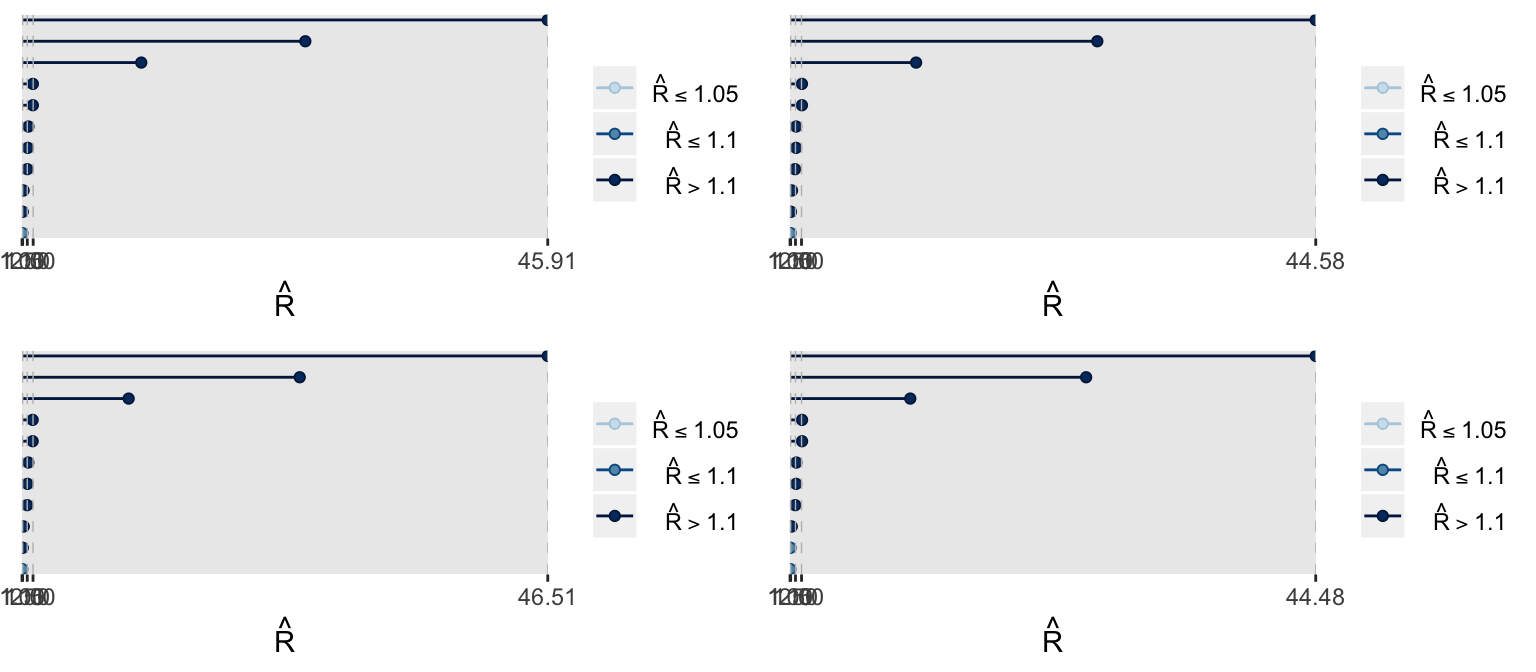 R̂ ≤ 1.05
R̂ ≤ 1.1
R̂ > 1.1
45.91
R̂
R̂ ≤ 1.05
R̂ ≤ 1.1
R̂ > 1.1
44.58
R̂
R̂ ≤ 1.05
R̂ ≤ 1.1
R̂ > 1.1
46.51
R̂
R̂ ≤ 1.05
R̂ ≤ 1.1
R̂ > 1.1
44.48
R̂